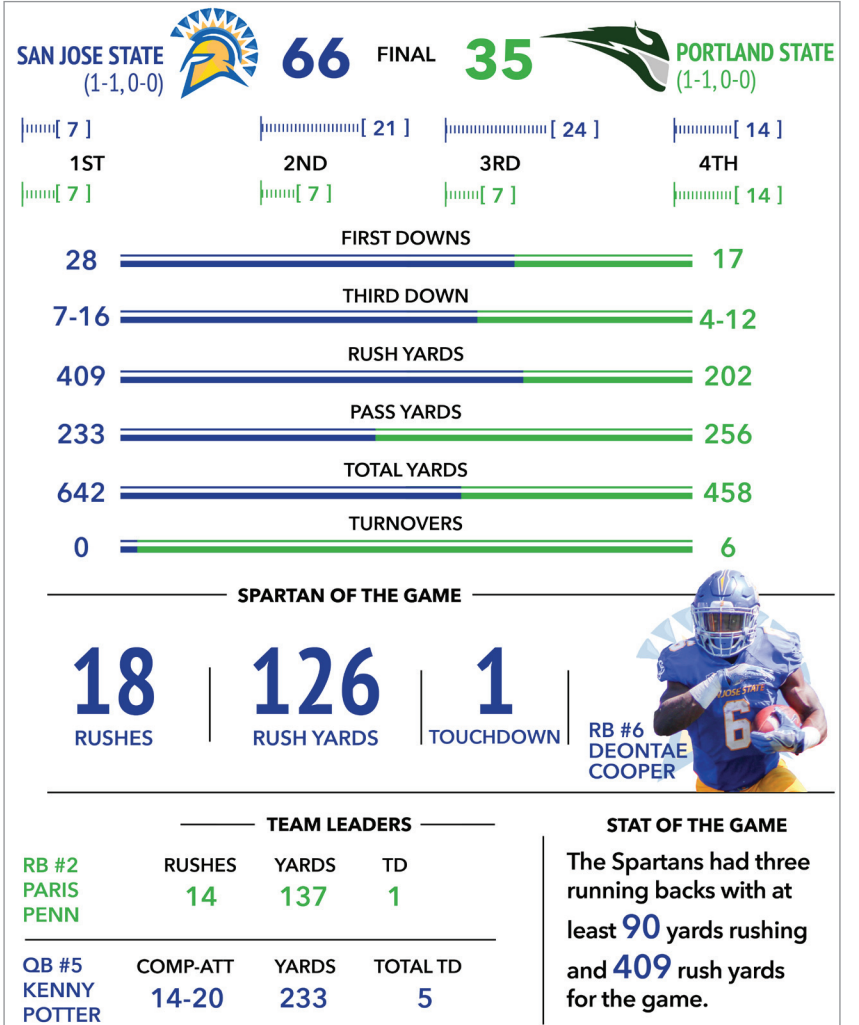 SAN JOSE STATE
(1-1, 0-0)
66
FINAL
35
PORTLAND STATE
(1-1, 0-0)
[ 7 ]
[ 21 ]
[ 24 ]
[ 14 ]
1ST
2ND
3RD
4TH
[ 7 ]
[ 7 ]
[ 7 ]
[ 14 ]
FIRST DOWNS
28
17
THIRD DOWN
7-16
4-12
RUSH YARDS
409
202
PASS YARDS
233
256
TOTAL YARDS
642
458
TURNOVERS
0
6
SPARTAN OF THE GAME
18
RUSHES
126
RUSH YARDS
1
TOUCHDOWN
RB #6
DEONTAE
COOPER
JOSE STATE
6
TEAM LEADERS
RB #2
PARIS
PENN
RUSHES
YARDS
TD
14
137
1
QB #5
KENNY
POTTER
COMP-ATT
YARDS
TOTAL TD
14-20
233
5
STAT OF THE GAME
The Spartans had three
running backs with at
least 90 yards rushing
and 409 rush yards
for the game.